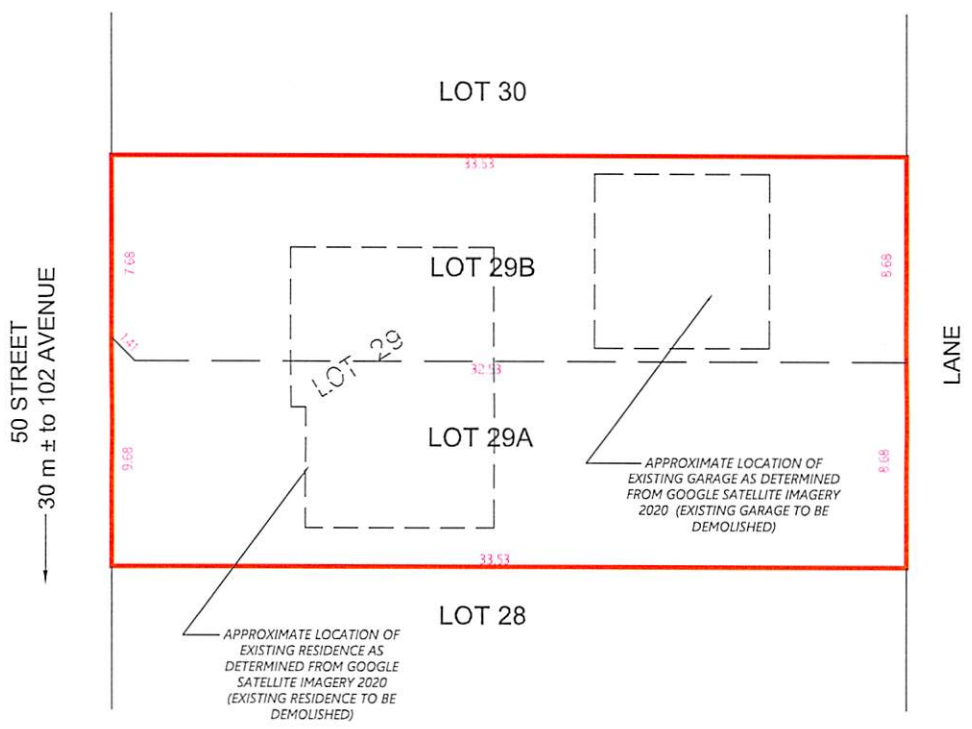 LOT 30
33.53
7.68
LOT 29B
8.68
50 STREET
30 m ± to 102 AVENUE
1.41
LOT 29
32.53
LANE
9.68
LOT 29A
8.68
APPROXIMATE LOCATION OF
EXISTING GARAGE AS DETERMINED
FROM GOOGLE SATELLITE IMAGERY
2020 (EXISTING GARAGE TO BE
DEMOLISHED)
33.53
LOT 28
APPROXIMATE LOCATION OF
EXISTING RESIDENCE AS
DETERMINED FROM GOOGLE
SATELLITE IMAGERY 2020
(EXISTING RESIDENCE TO BE
DEMOLISHED)